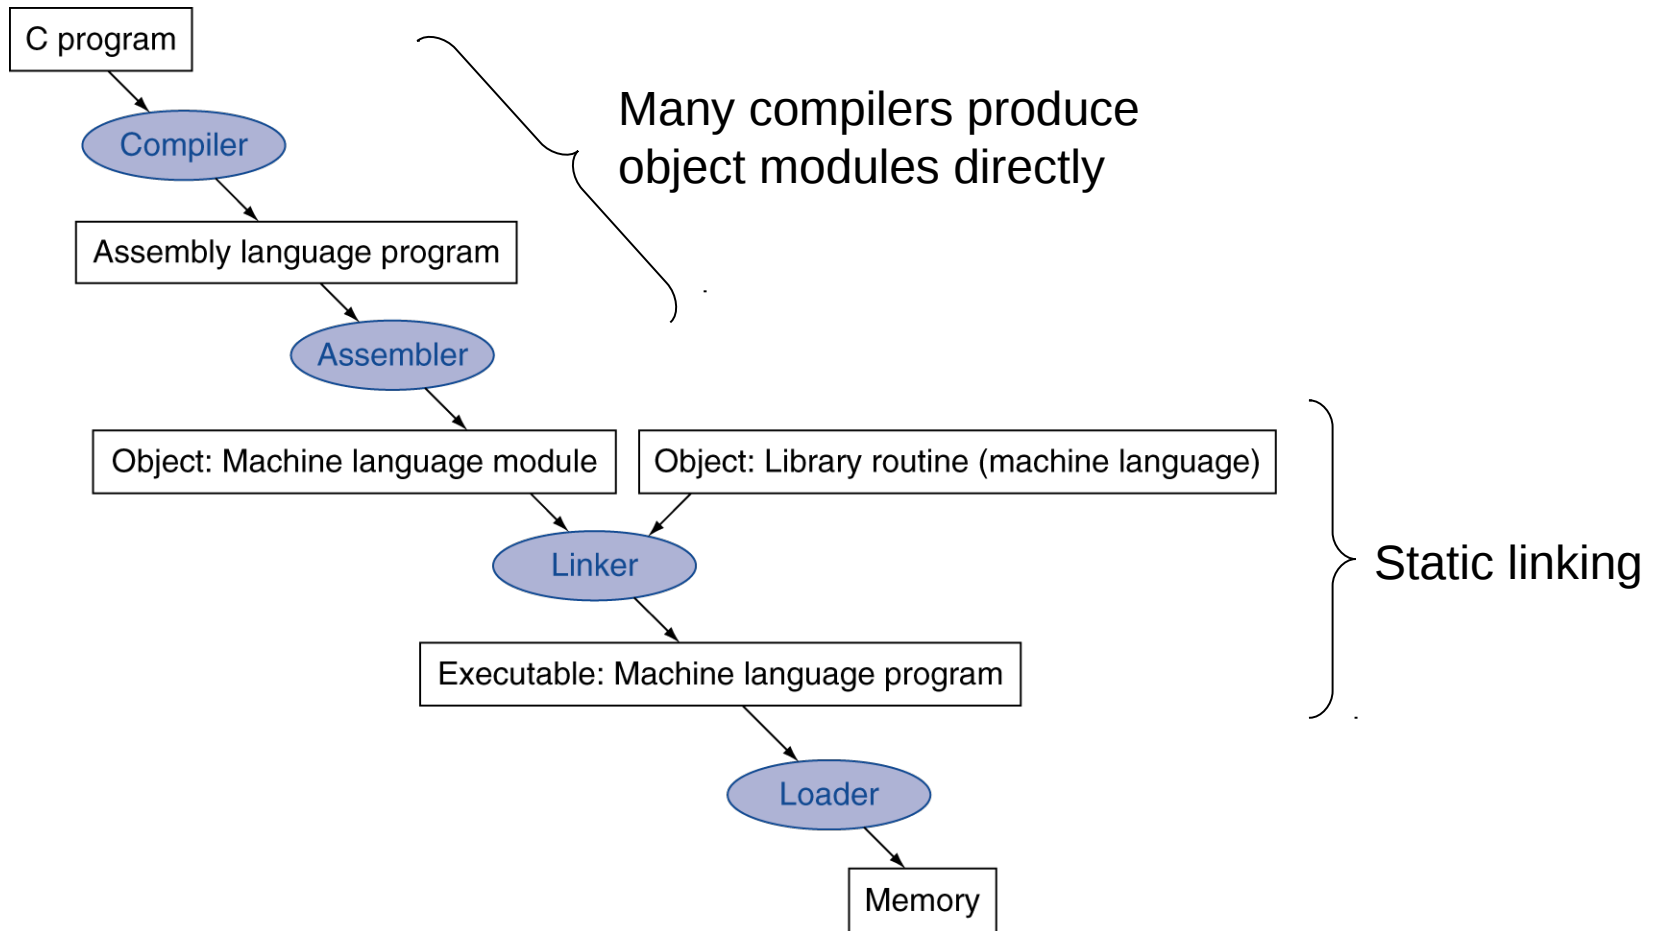 C program
Many compilers produce
object modules directly
Compiler
Assembly language program
Assembler
Object: Machine language module
Object: Library routine (machine language)
Linker
Static linking
Executable: Machine language program
Loader
Memory